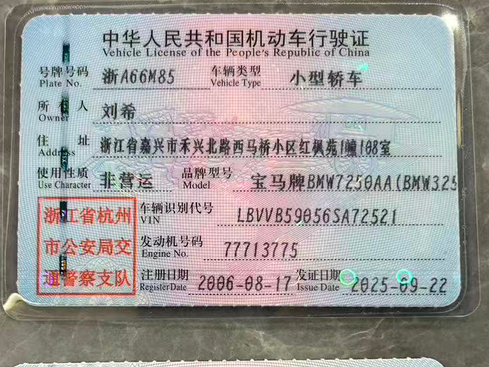 中华人民共和国机动车行驶证
Vehicle License of the People's Republic of China
号牌号码 浙A66M85 车辆类型 小型轿车
Plate No. Vehicle Type
所有人 刘希
Owner
住址 浙江省嘉兴市禾兴北路西马桥小区红枫苑1幢108室
Address
使用性质 非营运 品牌型号 宝马牌BMW7250AA(BMW325
Use Character Model
浙江省杭州 车辆识别代号 LBVVB59056SA72521
VIN
市公安局交 发动机号码 77713775
Engine No.
通警察支队 注册日期 2006-08-17 发证日期 2025-09-22
Register Date Issue Date